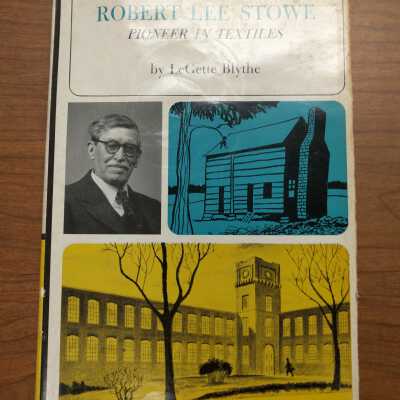 ROBERT LEE STOWE
PIONEER IN TEXTILES
by LeGette Blythe